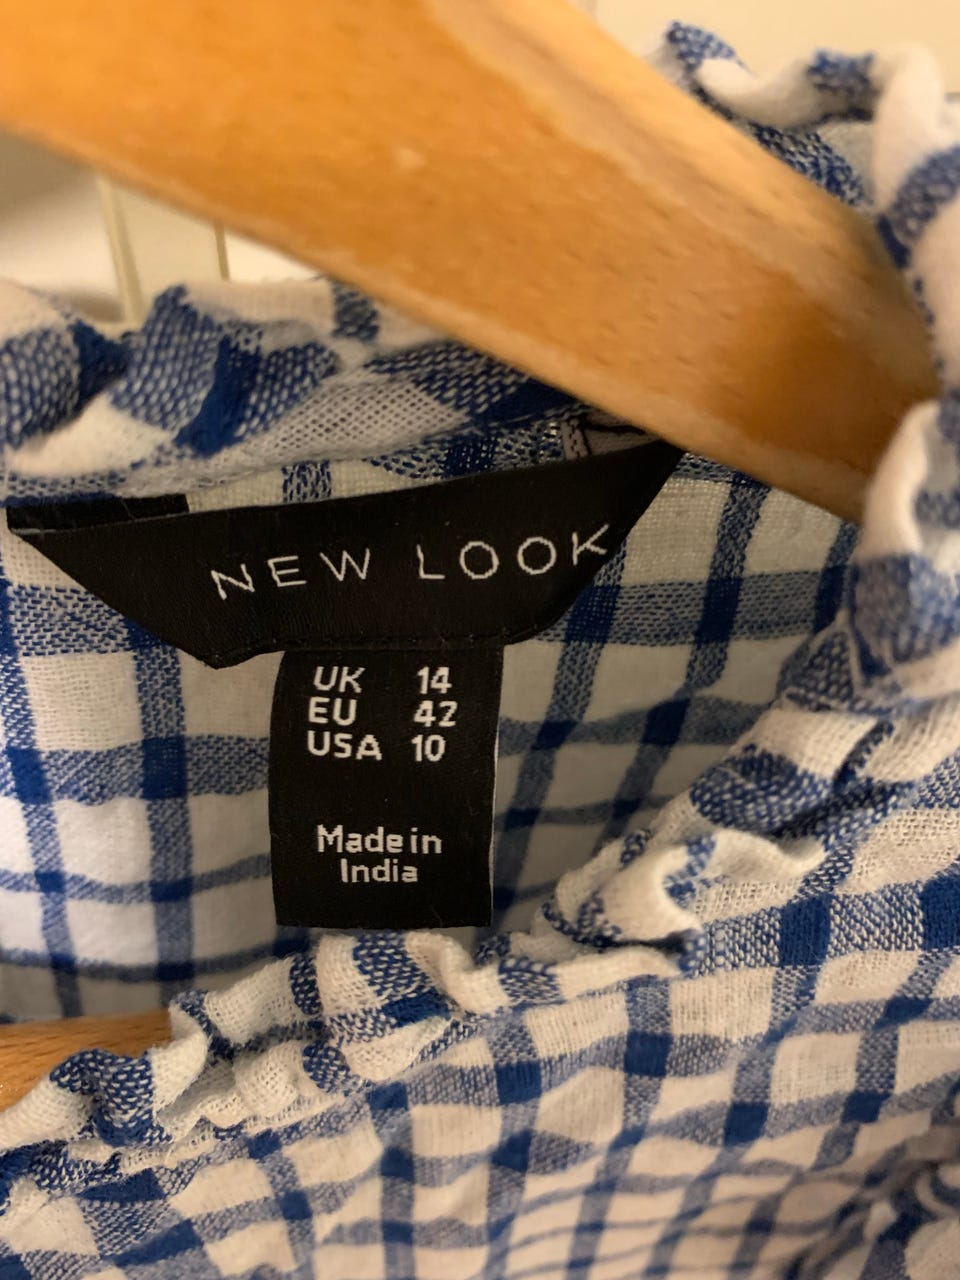 NEW LOOK
UK 14
EU 42
USA 10
Made in
India